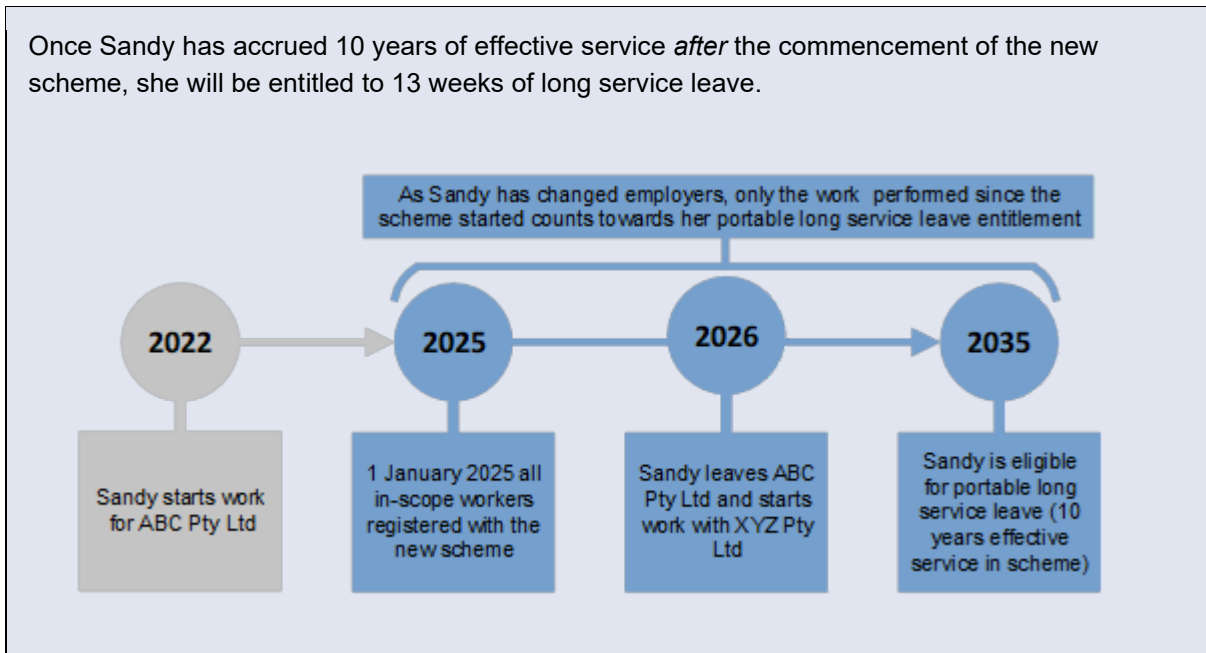 Once Sandy has accrued 10 years of effective service after the commencement of the new
scheme, she will be entitled to 13 weeks of long service leave.
As Sandy has changed employers, only the work performed since the
scheme started counts towards her portable long service leave entitlement
2022
2025
2026
2035
Sandy starts work
for ABC Pty Ltd
1 January 2025 all
in-scope workers
registered with the
new scheme
Sandy leaves ABC
Pty Ltd and starts
work with XYZ Pty
Ltd
Sandy is eligible
for portable long
service leave (10
years effective
service in scheme)